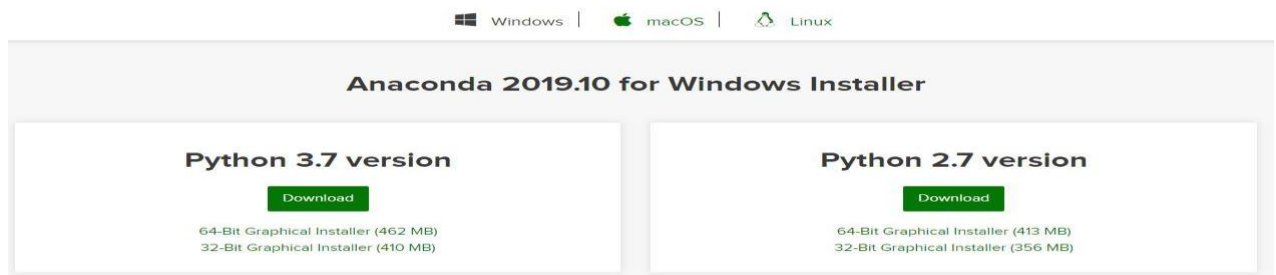 Windows | macOS | Linux
Anaconda 2019.10 for Windows Installer
Python 3.7 version
Download
64-Bit Graphical Installer (462 MB)
32-Bit Graphical Installer (410 MB)
Python 2.7 version
Download
64-Bit Graphical Installer (413 MB)
32-Bit Graphical Installer (356 MB)